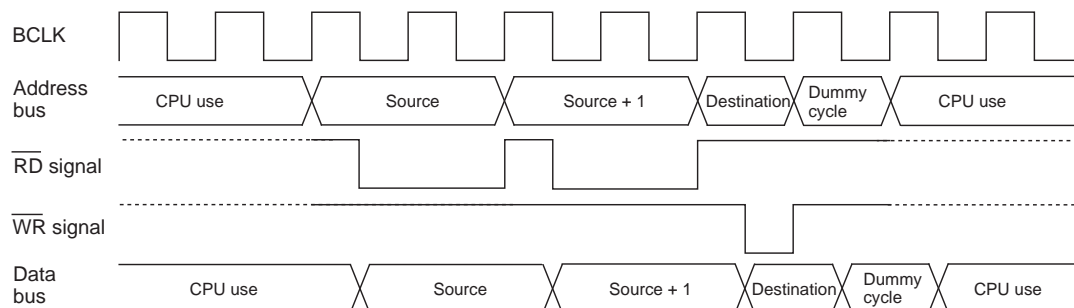 BCLK
Address
bus
CPU use
Source
Source + 1
Destination
Dummy
cycle
CPU use
RD signal
WR signal
Data
bus
CPU use
Source
Source + 1
Destination
Dummy
cycle
CPU use